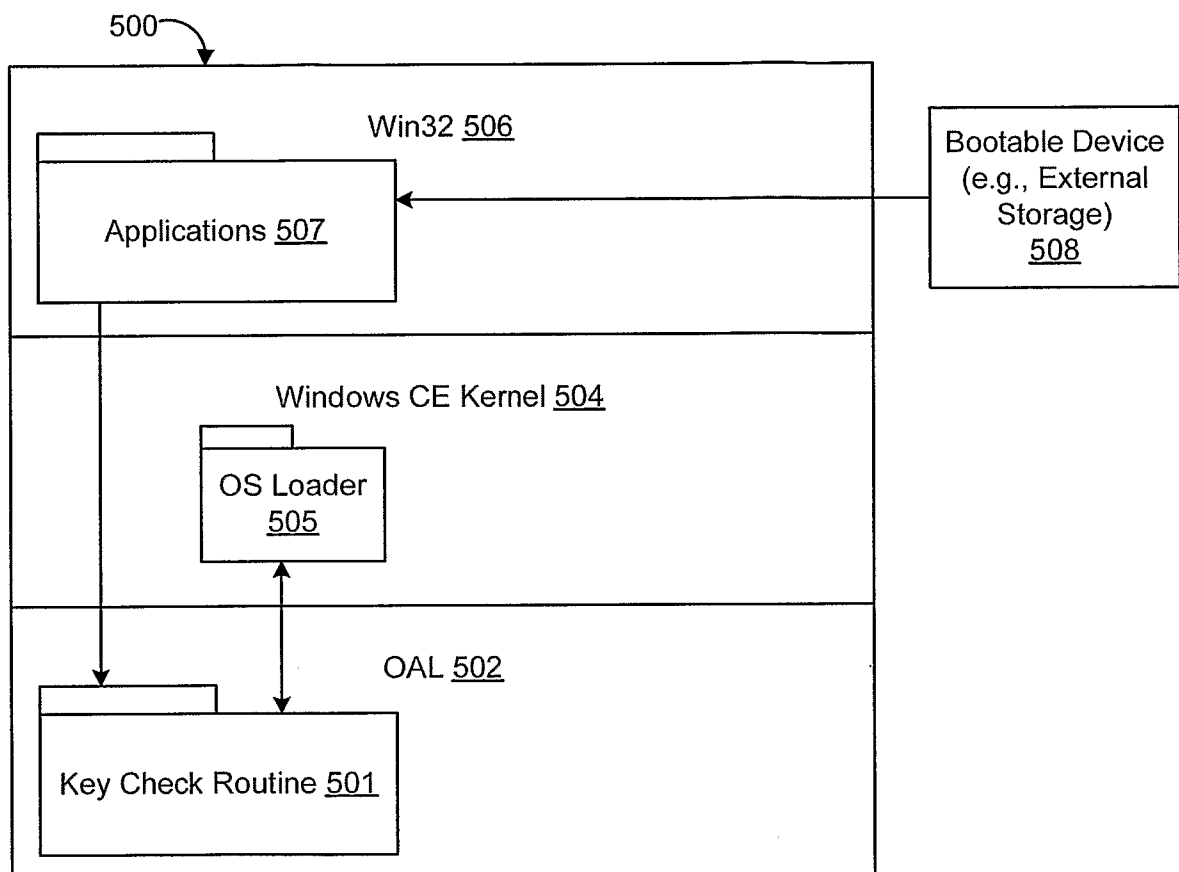 500
Win32 506
Bootable Device
(e.g., External
Storage)
508
Applications 507
Windows CE Kernel 504
OS Loader
505
OAL 502
Key Check Routine 501